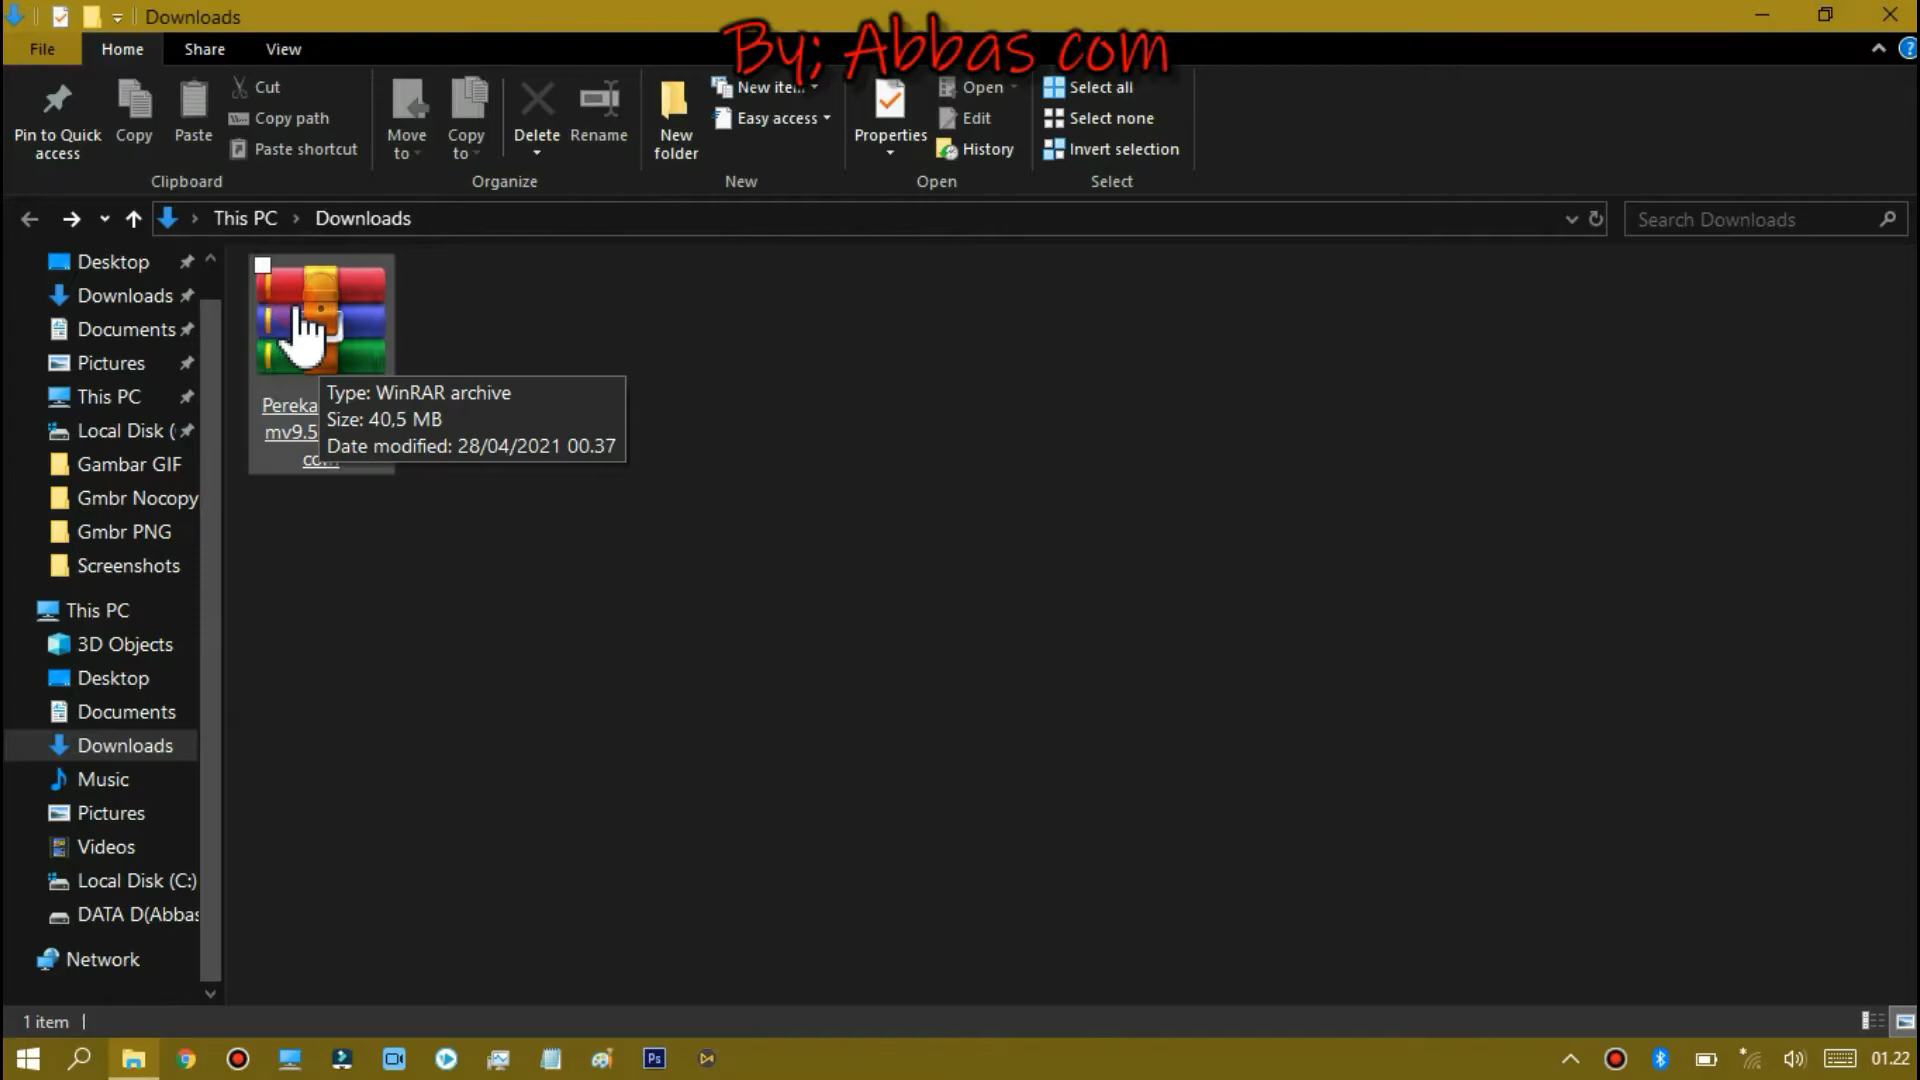 Downloads
By; Abbas com
File
Home
Share
View
Pin to Quick access
Copy
Paste
Cut
Copy path
Paste shortcut
Clipboard
Move to
Copy to
Delete
Rename
Organize
New folder
New
Easy access
New
Properties
Open
Edit
History
Open
Select all
Select none
Invert selection
Select
This PC
Downloads
Search Downloads
Desktop
Downloads
Documents
Pictures
This PC
Local Disk (
Gambar GIF
Gmbr Nocopy
Gmbr PNG
Screenshots
This PC
3D Objects
Desktop
Documents
Downloads
Music
Pictures
Videos
Local Disk (C:)
DATA D(Abbas
Network
Pereka
mv9.5
Type: WinRAR archive
Size: 40,5 MB
Date modified: 28/04/2021 00.37
1 item
Ps
01.22